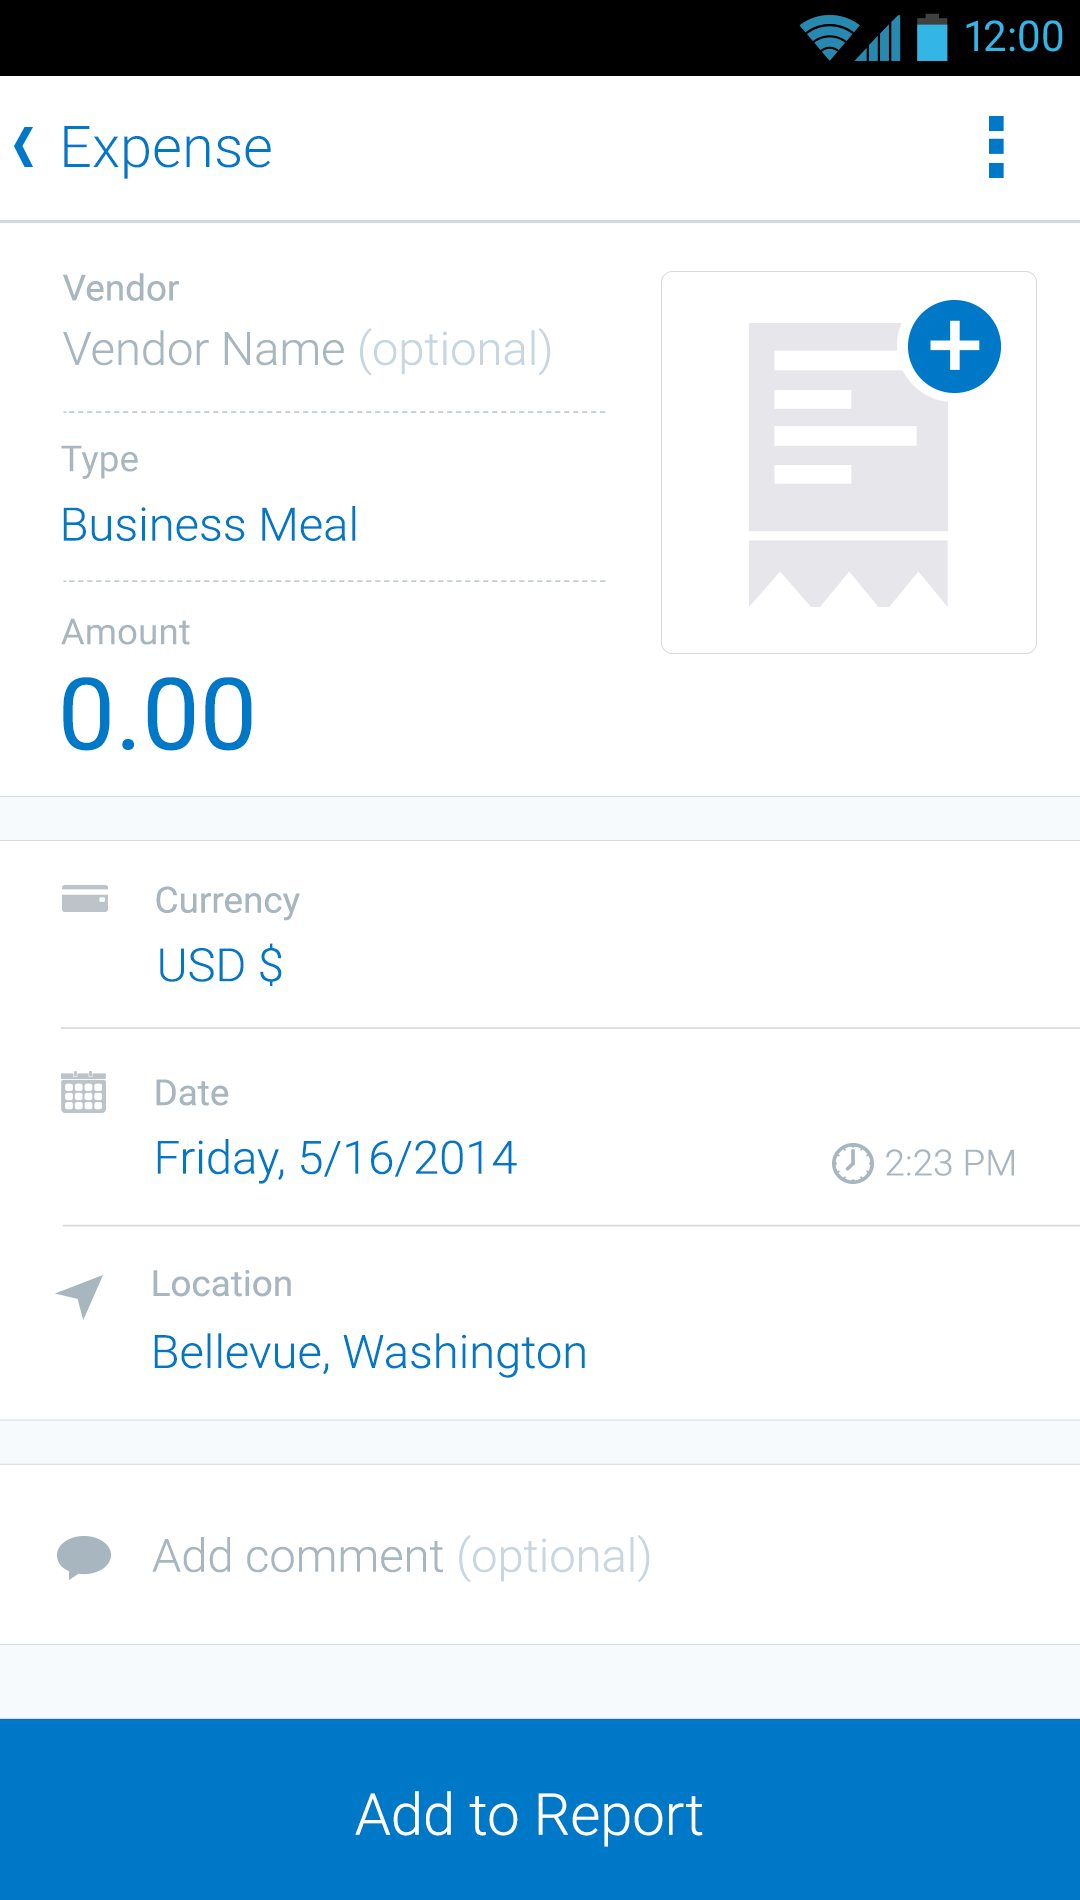 12:00
Expense
Vendor
Vendor Name (optional)
Type
Business Meal
Amount
0.00
Currency
USD $
Date
Friday, 5/16/2014
2:23 PM
Location
Bellevue, Washington
Add comment (optional)
Add to Report